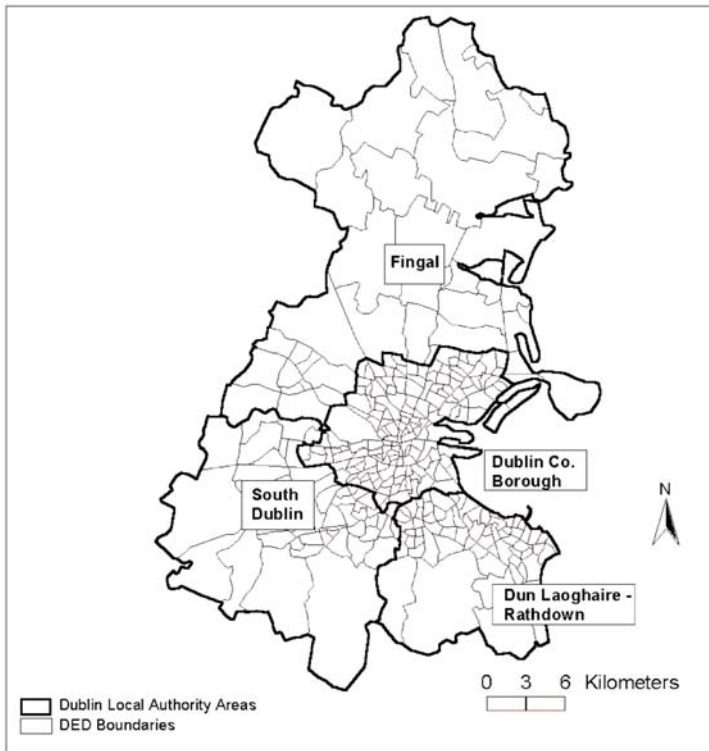 Fingal
Dublin Co.
Borough
South
Dublin
N
Dun Laoghaire -
Rathdown
Dublin Local Authority Areas
DED Boundaries
0 3 6 Kilometers